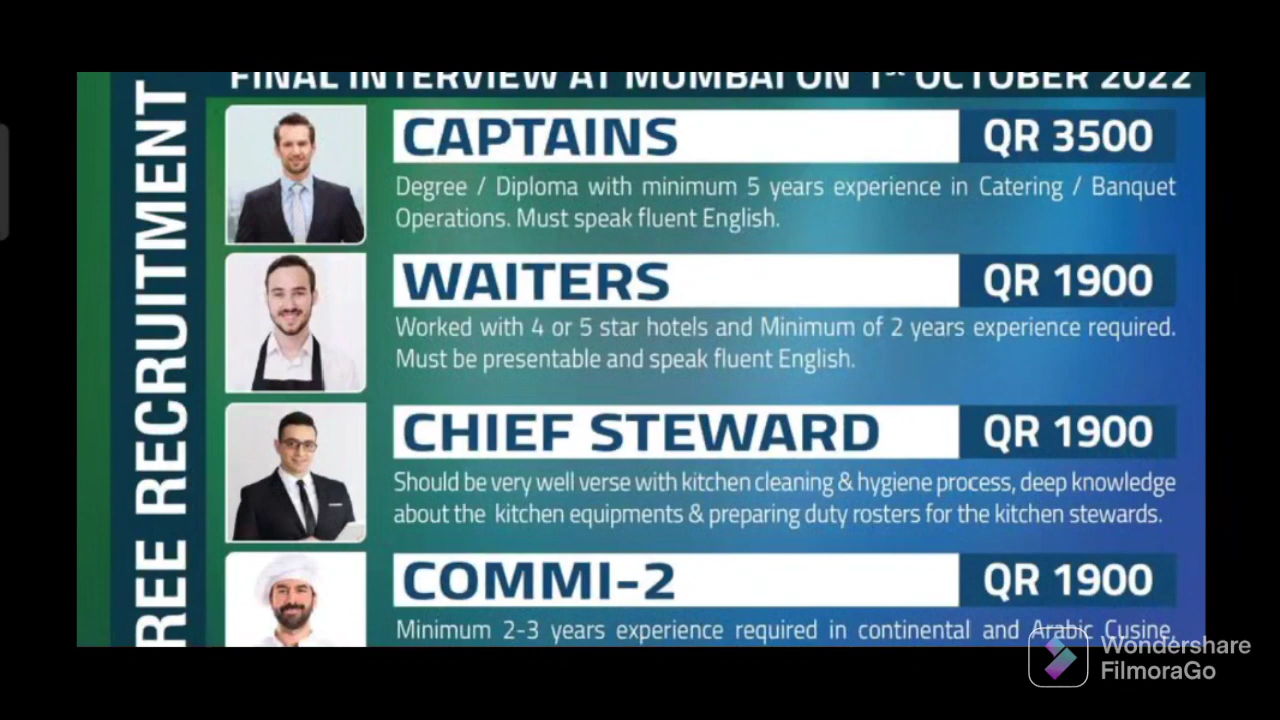 FINAL INTERVIEW AT MUMBAI ON 1st OCTOBER 2022
REE RECRUITMENT
CAPTAINS QR 3500
Degree / Diploma with minimum 5 years experience in Catering / Banquet
Operations. Must speak fluent English.
WAITERS QR 1900
Worked with 4 or 5 star hotels and Minimum of 2 years experience required.
Must be presentable and speak fluent English.
CHIEF STEWARD QR 1900
Should be very well verse with kitchen cleaning & hygiene process, deep knowledge
about the kitchen equipments & preparing duty rosters for the kitchen stewards.
COMMI-2 QR 1900
Minimum 2-3 years experience required in continental and Arabic Cusine,
Wondershare
FilmoraGo